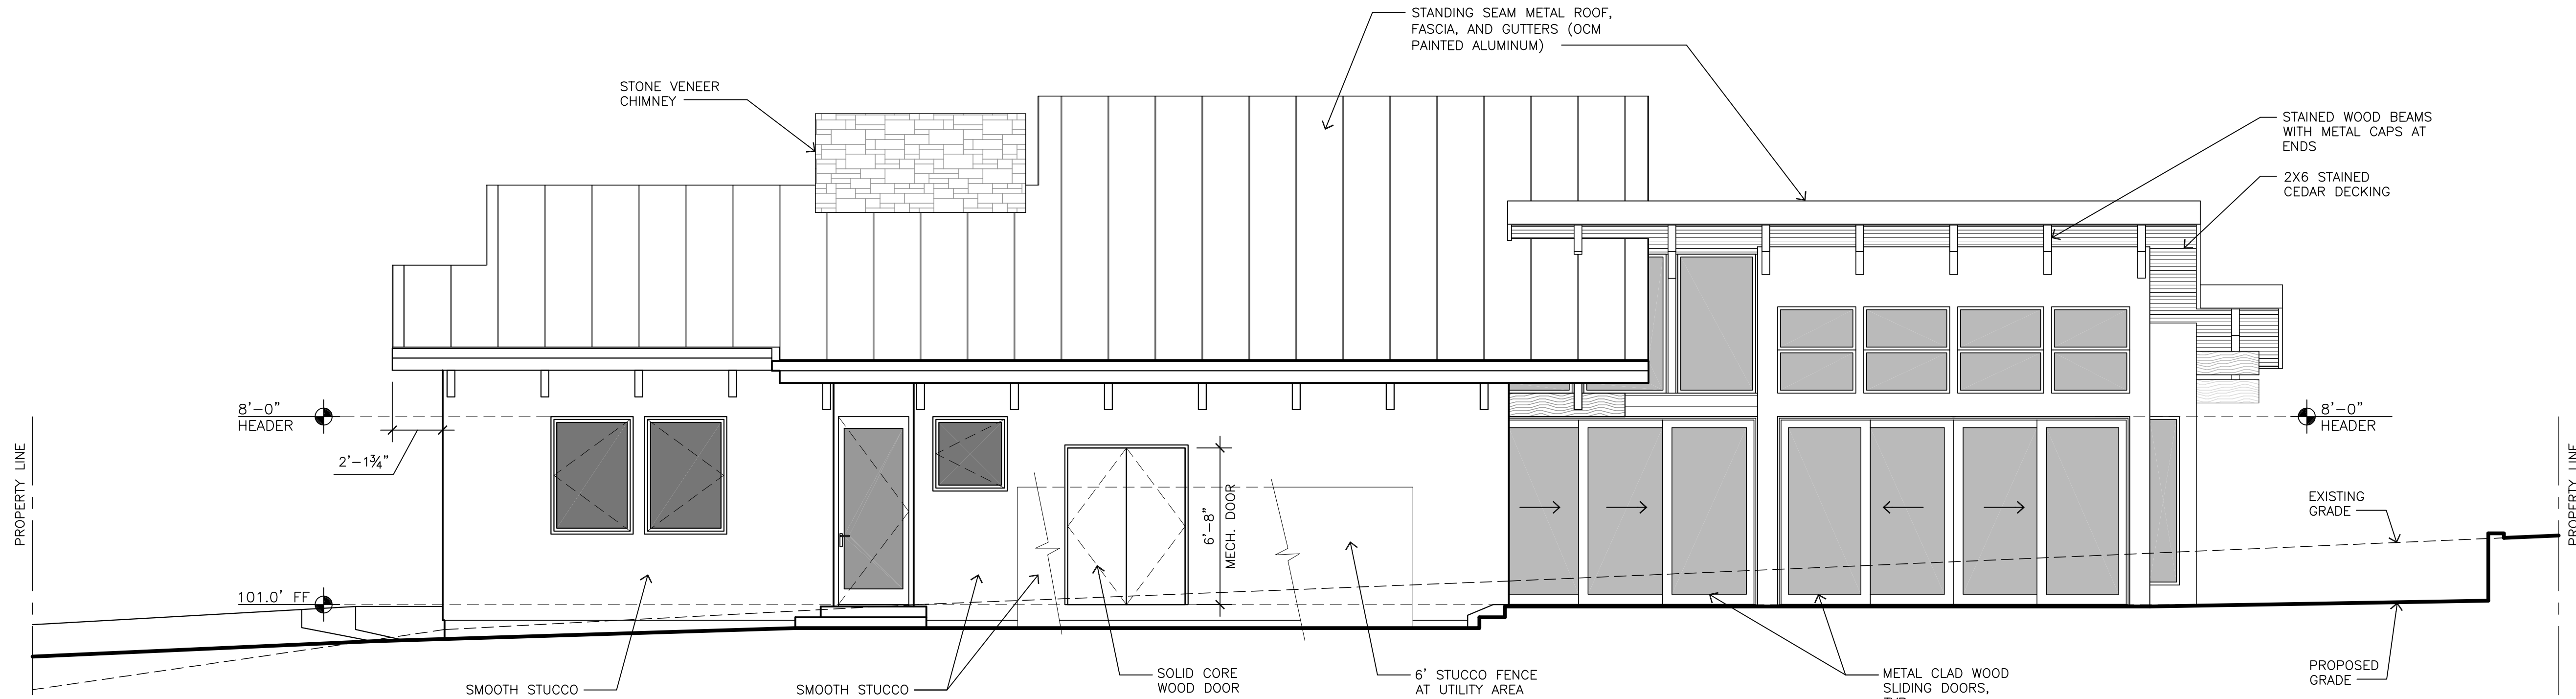 STANDING SEAM METAL ROOF,
FASCIA, AND GUTTERS (OCM
PAINTED ALUMINUM)
STONE VENEER
CHIMNEY
STAINED WOOD BEAMS
WITH METAL CAPS AT
ENDS
2X6 STAINED
CEDAR DECKING
8'-0"
HEADER
8'-0"
HEADER
2'-1¾"
PROPERTY LINE
PROPERTY LINE
6'-8"
MECH. DOOR
EXISTING
GRADE
101.0' FF
SMOOTH STUCCO
SMOOTH STUCCO
SOLID CORE
WOOD DOOR
6' STUCCO FENCE
AT UTILITY AREA
METAL CLAD WOOD
SLIDING DOORS,
PROPOSED
GRADE